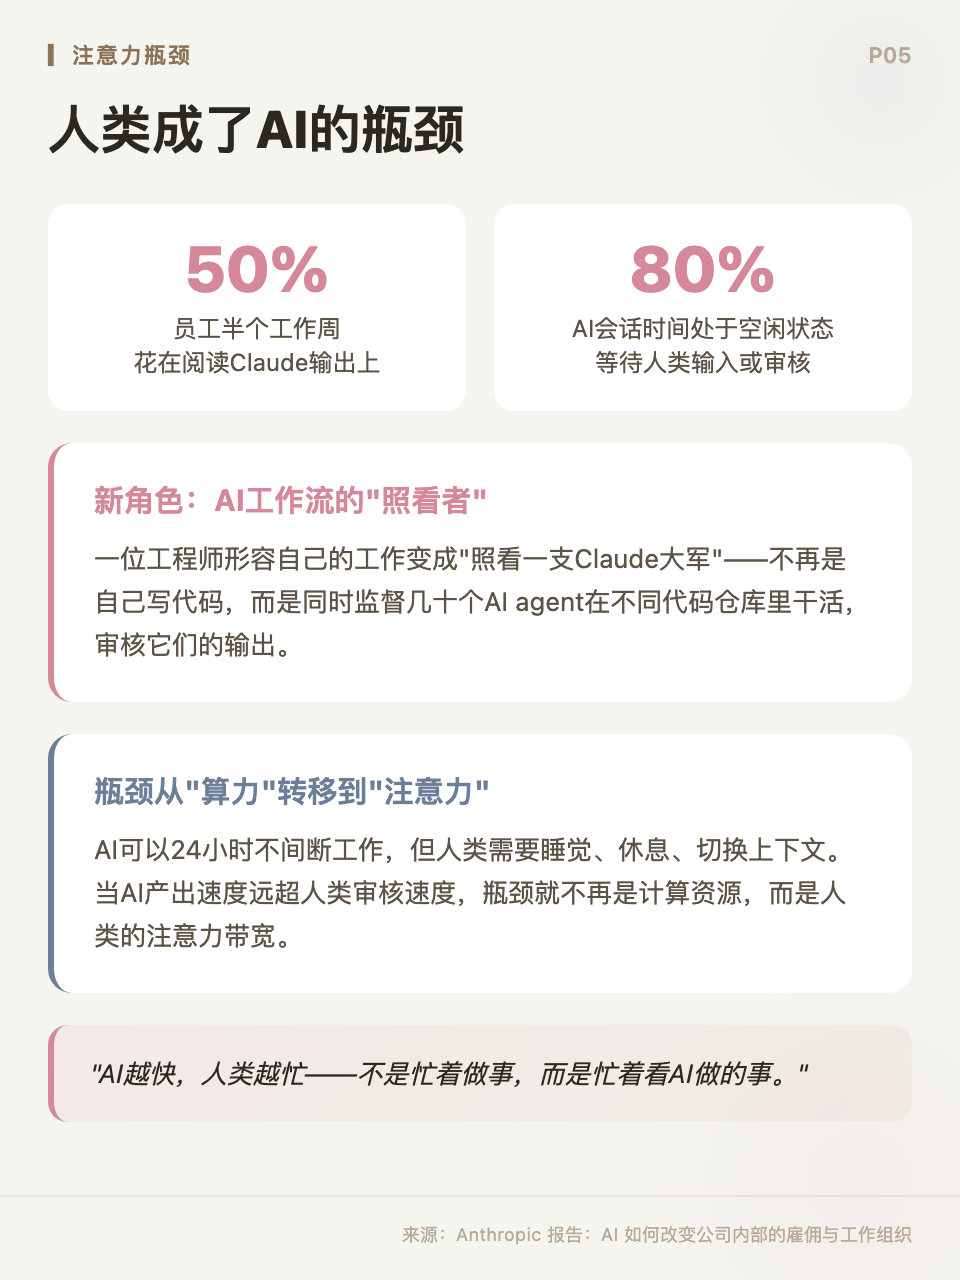 注意力瓶颈
P05
人类成了AI的瓶颈
50%
员工半个工作周
花在阅读Claude输出上
80%
AI会话时间处于空闲状态
等待人类输入或审核
新角色：AI工作流的"照看者"
一位工程师形容自己的工作变成"照看一支Claude大军"——不再是
自己写代码，而是同时监督几十个AI agent在不同代码仓库里干活，
审核它们的输出。
瓶颈从"算力"转移到"注意力"
AI可以24小时不间断工作，但人类需要睡觉、休息、切换上下文。
当AI产出速度远超人类审核速度，瓶颈就不再是计算资源，而是人
类的注意力带宽。
"AI越快，人类越忙——不是忙着做事，而是忙着看AI做的事。"
来源：Anthropic 报告：AI 如何改变公司内部的雇佣与工作组织